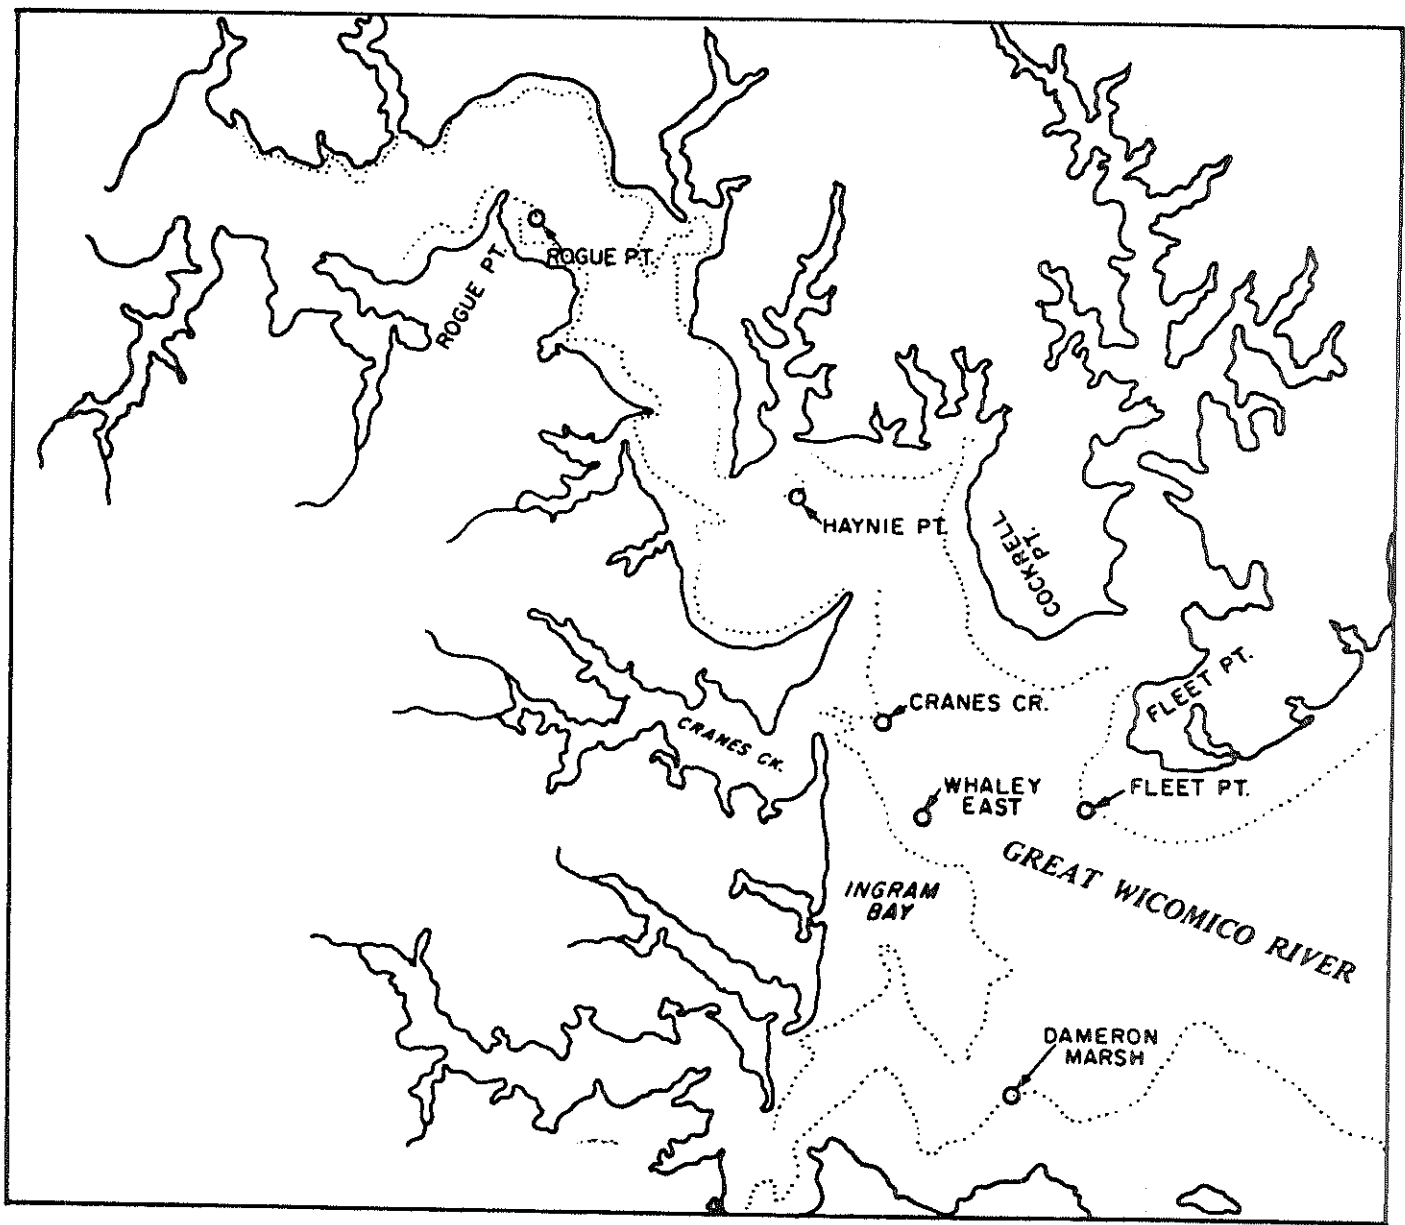 ROGUE PT.
ROGUE PT.
HAYNIE PT.
COCKRELL
PT.
FLEET PT.
CRANES CR.
CRANES CK.
WHALEY
EAST
FLEET PT.
GREAT WICOMICO RIVER
INGRAM
BAY
DAMERON
MARSH